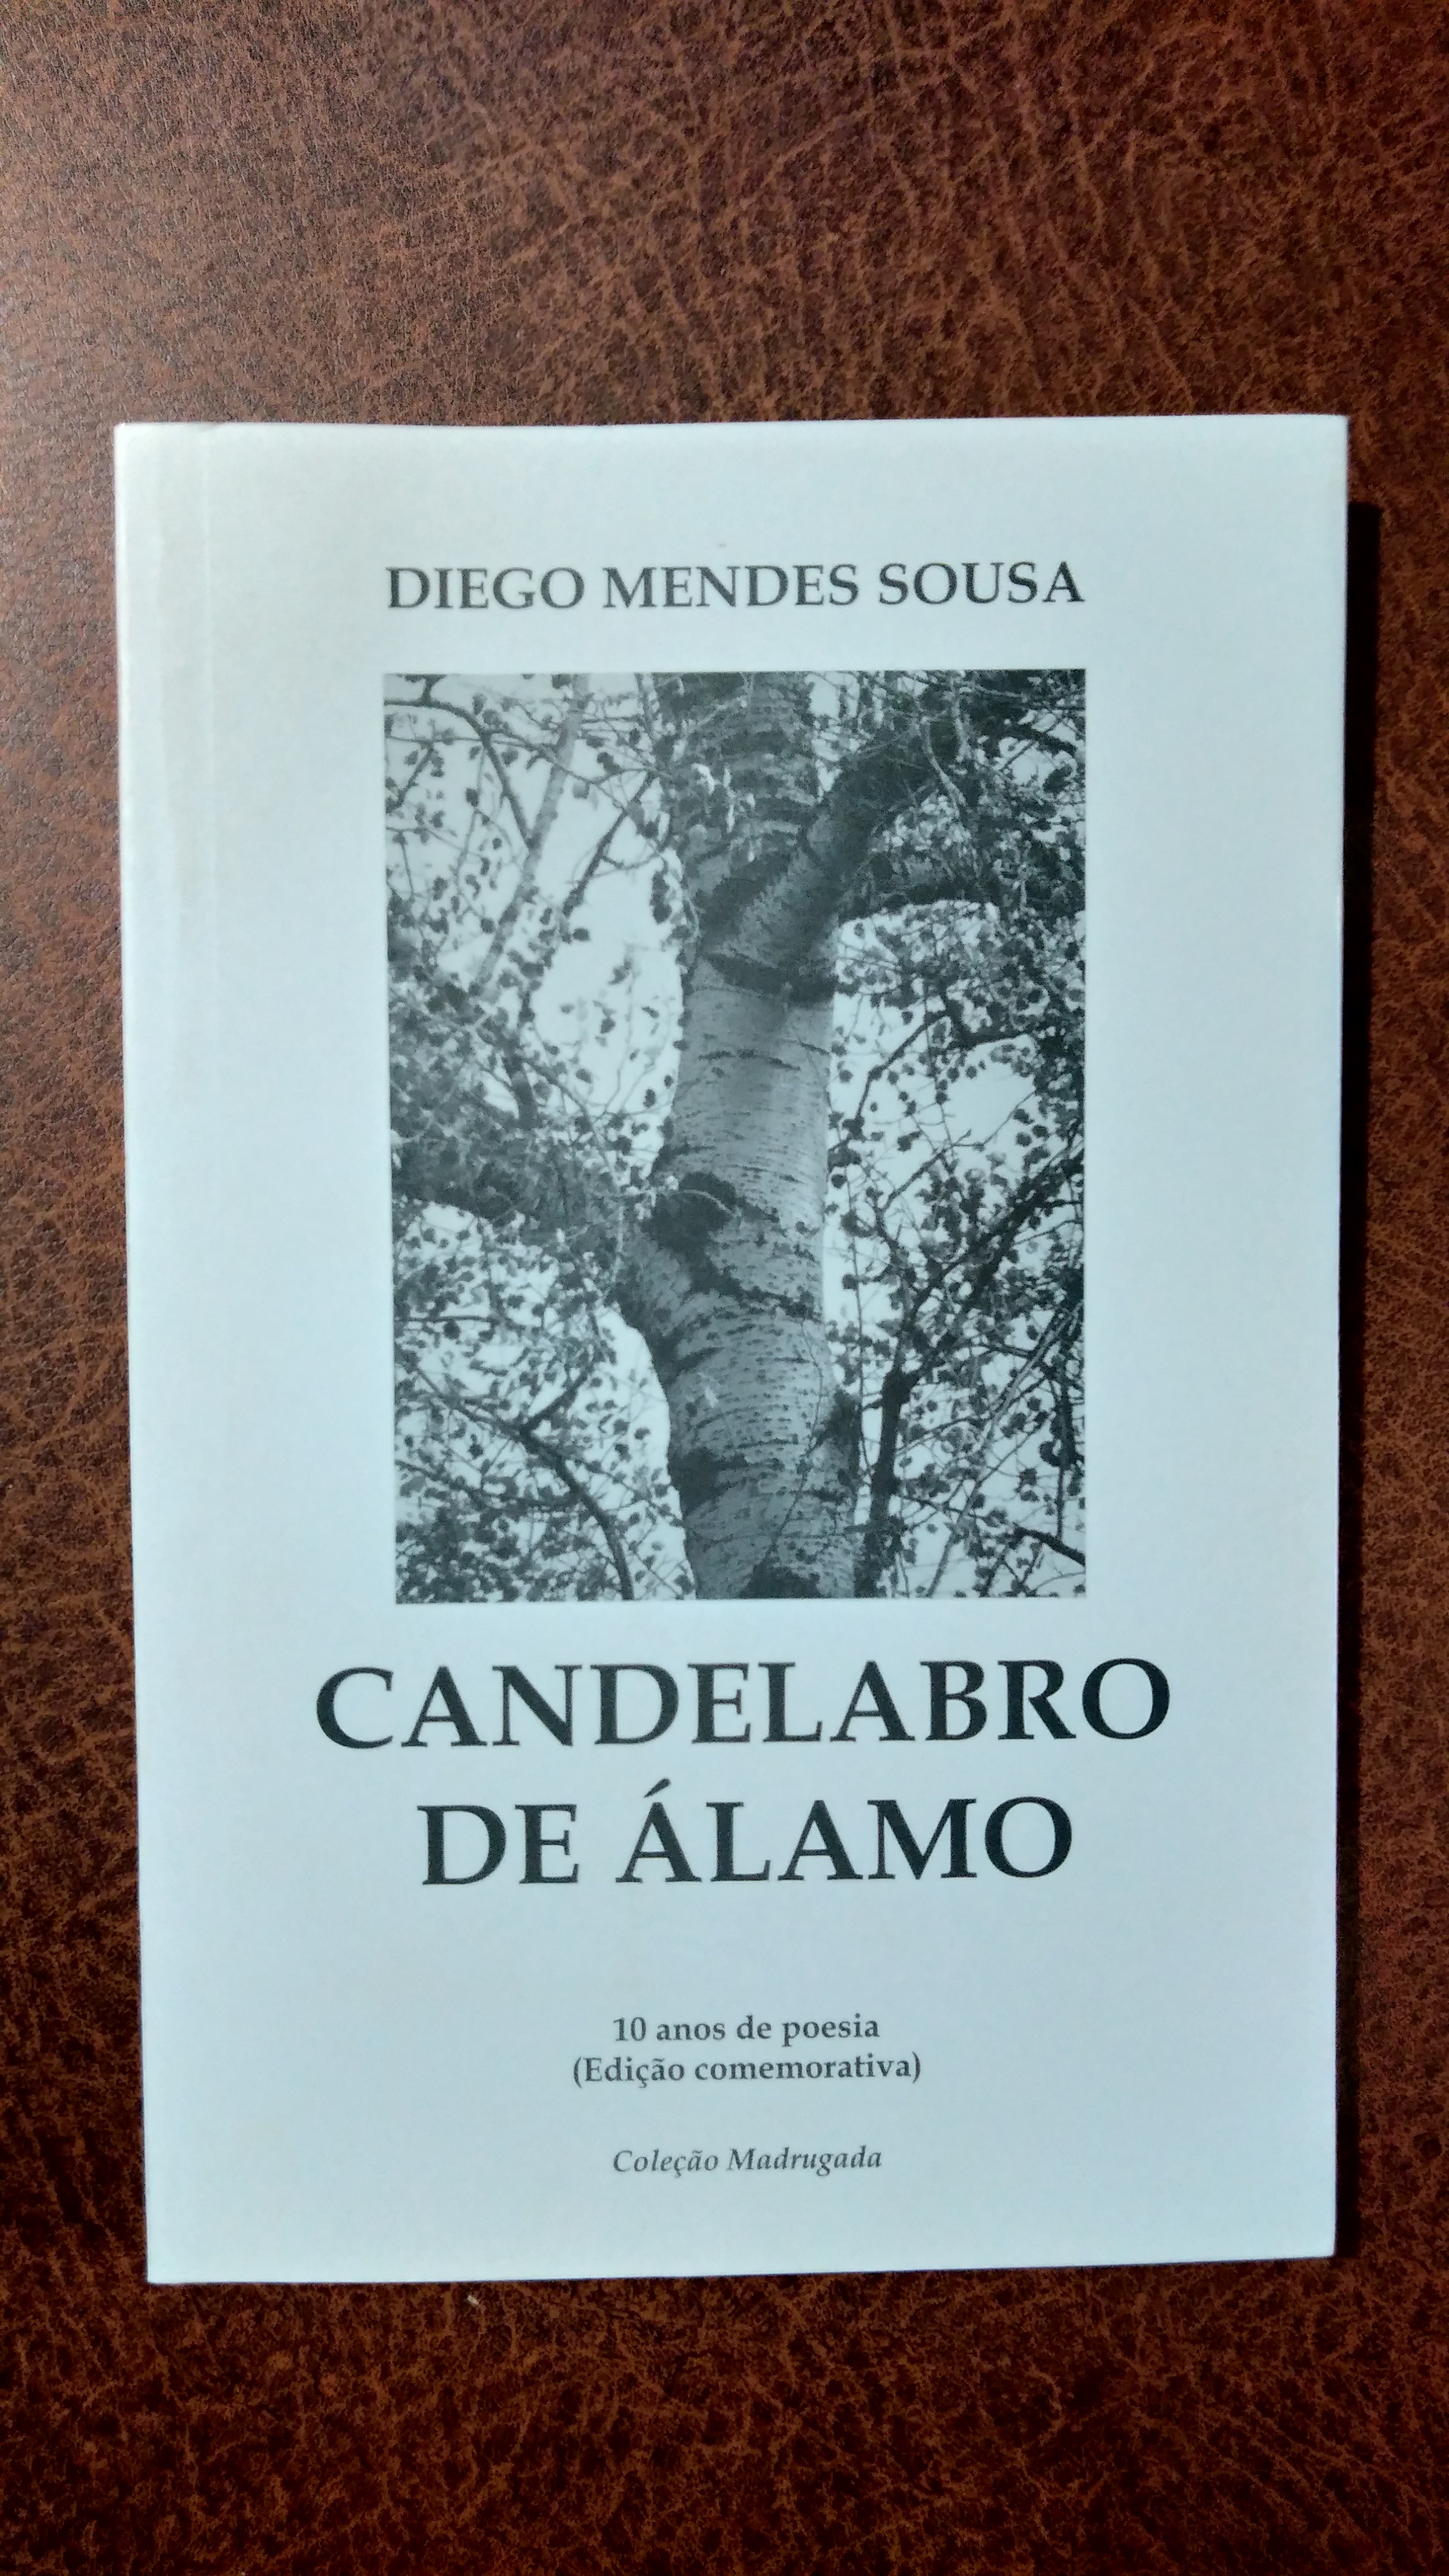 DIEGO MENDES SOUSA
CANDELABRO
DE ÁLAMO
10 anos de poesia
(Edição comemorativa)
Coleção Madrugada